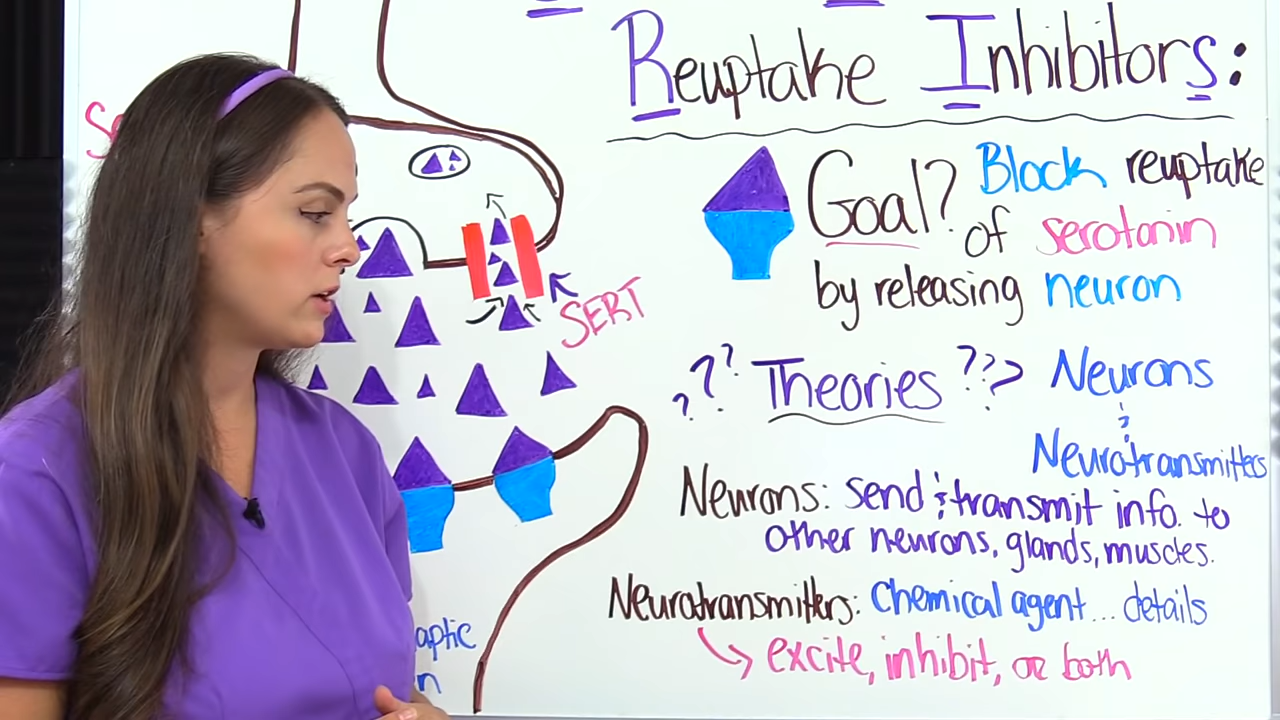 Reuptake Inhibitors:
Goal? Block reuptake
of serotonin
by releasing neuron
SERT
??? Theories ??? Neurons
&
Neurotransmitters
Neurons: send & transmit info. to
other neurons, glands, muscles.
Neurotransmitters: Chemical agent... details
excite, inhibit, or both